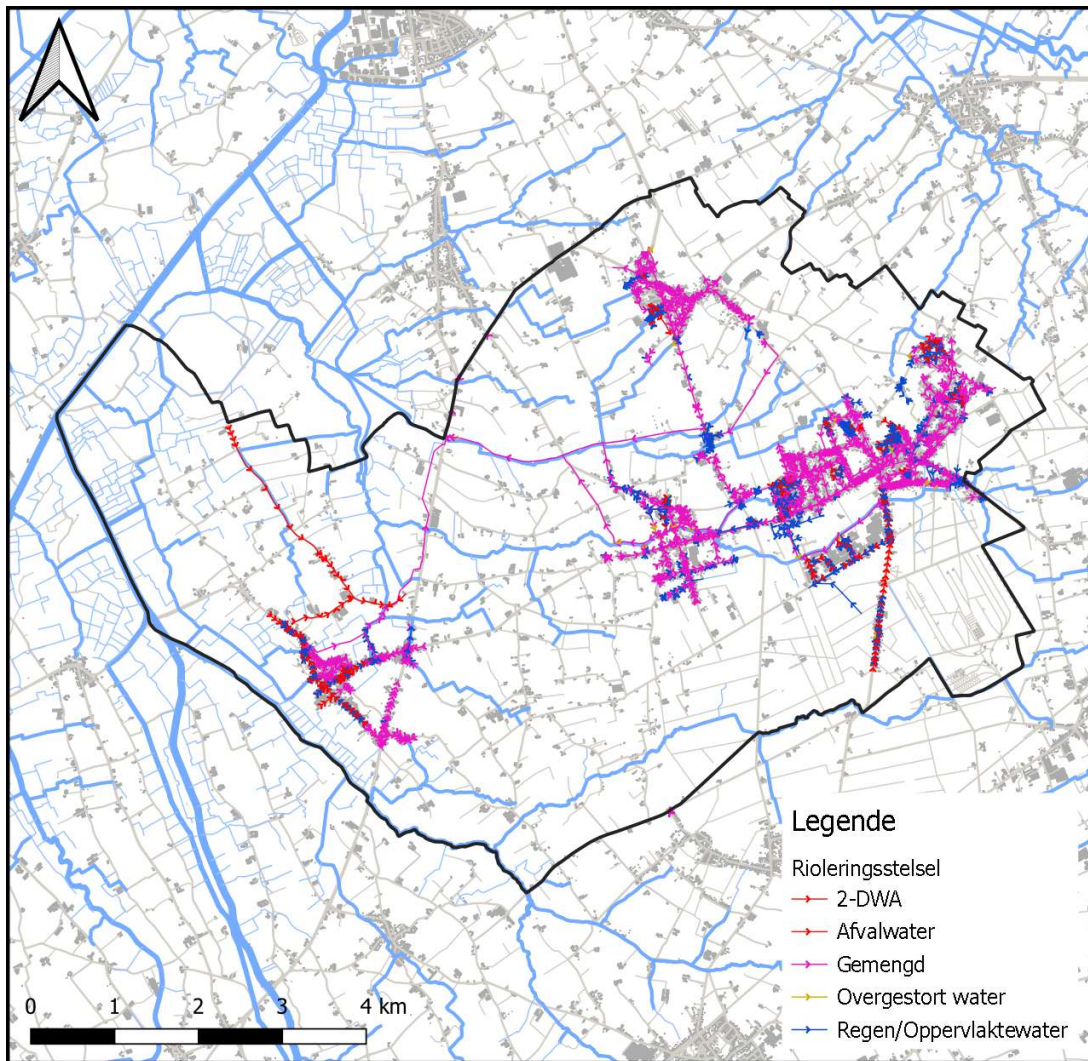 Legende
Rioleringsstelsel
2-DWA
Afvalwater
Gemengd
Overgestort water
Regen/Oppervlaktewater
0 1 2 3 4 km